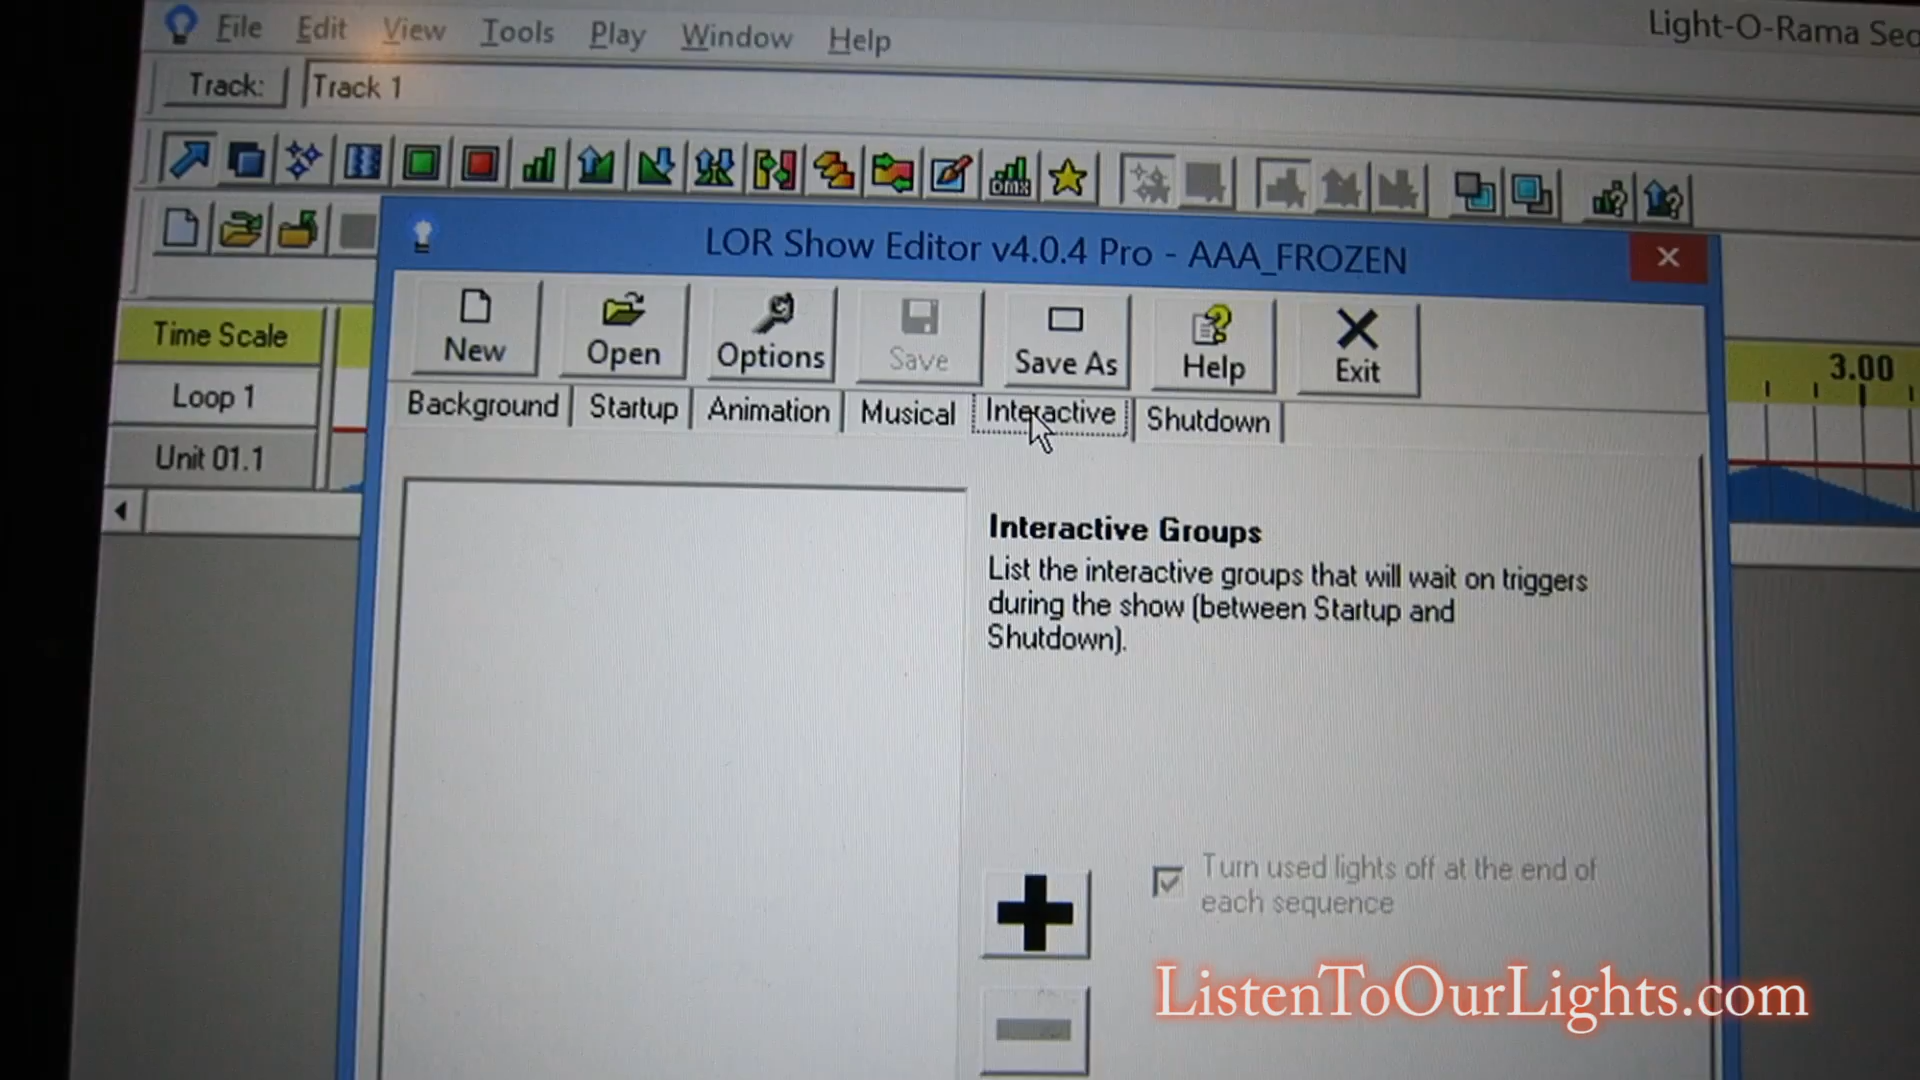 File Edit View Tools Play Window Help
Light-O-Rama Seq
Track: Track 1
DMX
LOR Show Editor v4.0.4 Pro - AAA_FROZEN
New Open Options Save Save As Help Exit
Time Scale
3.00
Loop 1
Background Startup Animation Musical Interactive Shutdown
Unit 01.1
Interactive Groups
List the interactive groups that will wait on triggers
during the show (between Startup and
Shutdown).
Turn used lights off at the end of
each sequence
ListenToOurLights.com